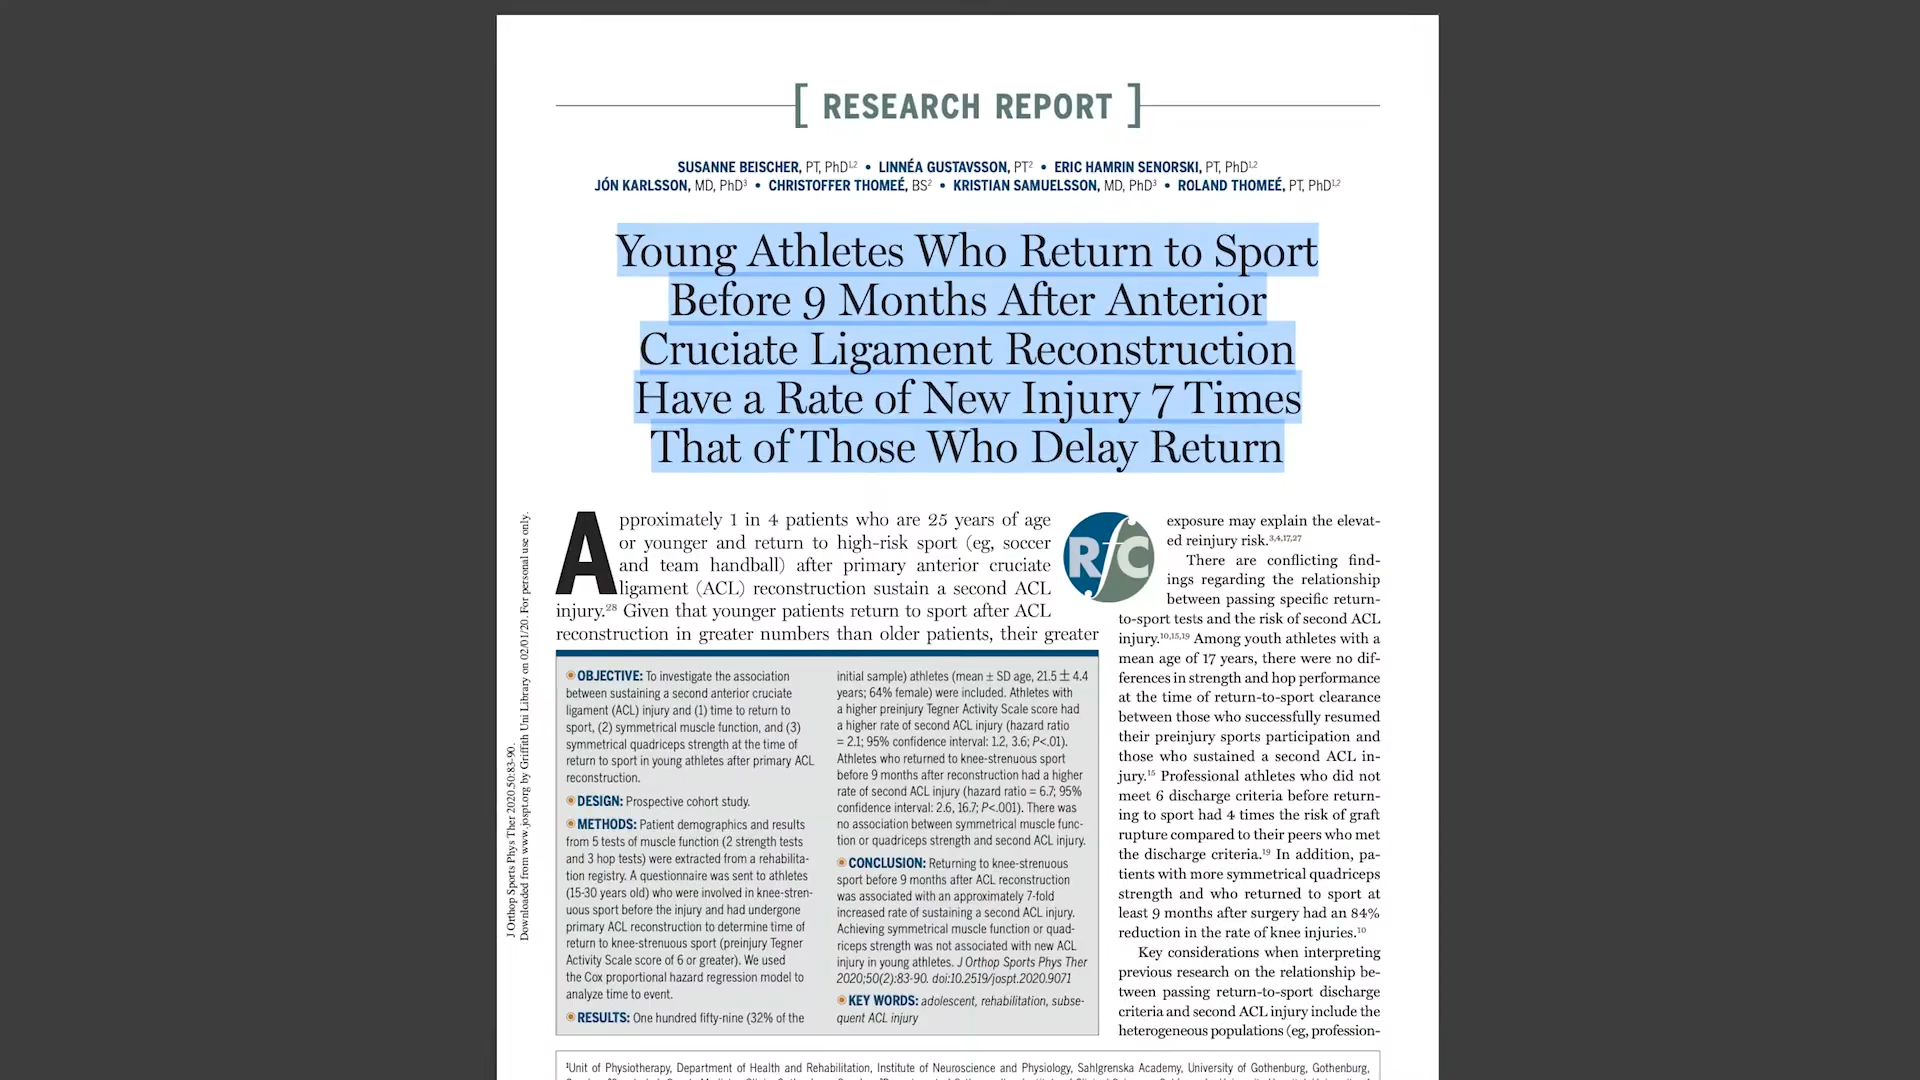 [ RESEARCH REPORT ]
SUSANNE BEISCHER, PT, PhD1,2 • LINNÉA GUSTAVSSON, PT2 • ERIC HAMRIN SENORSKI, PT, PhD1,2
JÓN KARLSSON, MD, PhD3 • CHRISTOFFER THOMEÉ, BS2 • KRISTIAN SAMUELSSON, MD, PhD3 • ROLAND THOMEÉ, PT, PhD1,2
Young Athletes Who Return to Sport
Before 9 Months After Anterior
Cruciate Ligament Reconstruction
Have a Rate of New Injury 7 Times
That of Those Who Delay Return
Approximately 1 in 4 patients who are 25 years of age
or younger and return to high-risk sport (eg, soccer
and team handball) after primary anterior cruciate
ligament (ACL) reconstruction sustain a second ACL
injury.28 Given that younger patients return to sport after ACL
reconstruction in greater numbers than older patients, their greater
RfC
exposure may explain the elevat-
ed reinjury risk.3,4,17,27
There are conflicting find-
ings regarding the relationship
between passing specific return-
to-sport tests and the risk of second ACL
injury.10,15,19 Among youth athletes with a
mean age of 17 years, there were no dif-
ferences in strength and hop performance
at the time of return-to-sport clearance
between those who successfully resumed
their preinjury sports participation and
those who sustained a second ACL in-
jury.15 Professional athletes who did not
meet 6 discharge criteria before return-
ing to sport had 4 times the risk of graft
rupture compared to their peers who met
the discharge criteria.19 In addition, pa-
tients with more symmetrical quadriceps
strength and who returned to sport at
least 9 months after surgery had an 84%
reduction in the rate of knee injuries.10
Key considerations when interpreting
previous research on the relationship be-
tween passing return-to-sport discharge
criteria and second ACL injury include the
heterogeneous populations (eg, profession-
OBJECTIVE: To investigate the association
between sustaining a second anterior cruciate
ligament (ACL) injury and (1) time to return to
sport, (2) symmetrical muscle function, and (3)
symmetrical quadriceps strength at the time of
return to sport in young athletes after primary ACL
reconstruction.
DESIGN: Prospective cohort study.
METHODS: Patient demographics and results
from 5 tests of muscle function (2 strength tests
and 3 hop tests) were extracted from a rehabilita-
tion registry. A questionnaire was sent to athletes
(15-30 years old) who were involved in knee-stren-
uous sport before the injury and had undergone
primary ACL reconstruction to determine time of
return to knee-strenuous sport (preinjury Tegner
Activity Scale score of 6 or greater). We used
the Cox proportional hazard regression model to
analyze time to event.
RESULTS: One hundred fifty-nine (32% of the
initial sample) athletes (mean ± SD age, 21.5 ± 4.4
years; 64% female) were included. Athletes with
a higher preinjury Tegner Activity Scale score had
a higher rate of second ACL injury (hazard ratio
= 2.1; 95% confidence interval: 1.2, 3.6; P<.01).
Athletes who returned to knee-strenuous sport
before 9 months after reconstruction had a higher
rate of second ACL injury (hazard ratio = 6.7; 95%
confidence interval: 2.6, 16.7; P<.001). There was
no association between symmetrical muscle func-
tion or quadriceps strength and second ACL injury.
CONCLUSION: Returning to knee-strenuous
sport before 9 months after ACL reconstruction
was associated with an approximately 7-fold
increased rate of sustaining a second ACL injury.
Achieving symmetrical muscle function or quad-
riceps strength was not associated with new ACL
injury in young athletes. J Orthop Sports Phys Ther
2020;50(2):83-90. doi:10.2519/jospt.2020.9071
KEY WORDS: adolescent, rehabilitation, subse-
quent ACL injury
J Orthop Sports Phys Ther 2020.50:83-90.
Downloaded from www.jospt.org by Griffith Uni Library on 02/01/20. For personal use only.
1Unit of Physiotherapy, Department of Health and Rehabilitation, Institute of Neuroscience and Physiology, Sahlgrenska Academy, University of Gothenburg, Gothenburg,